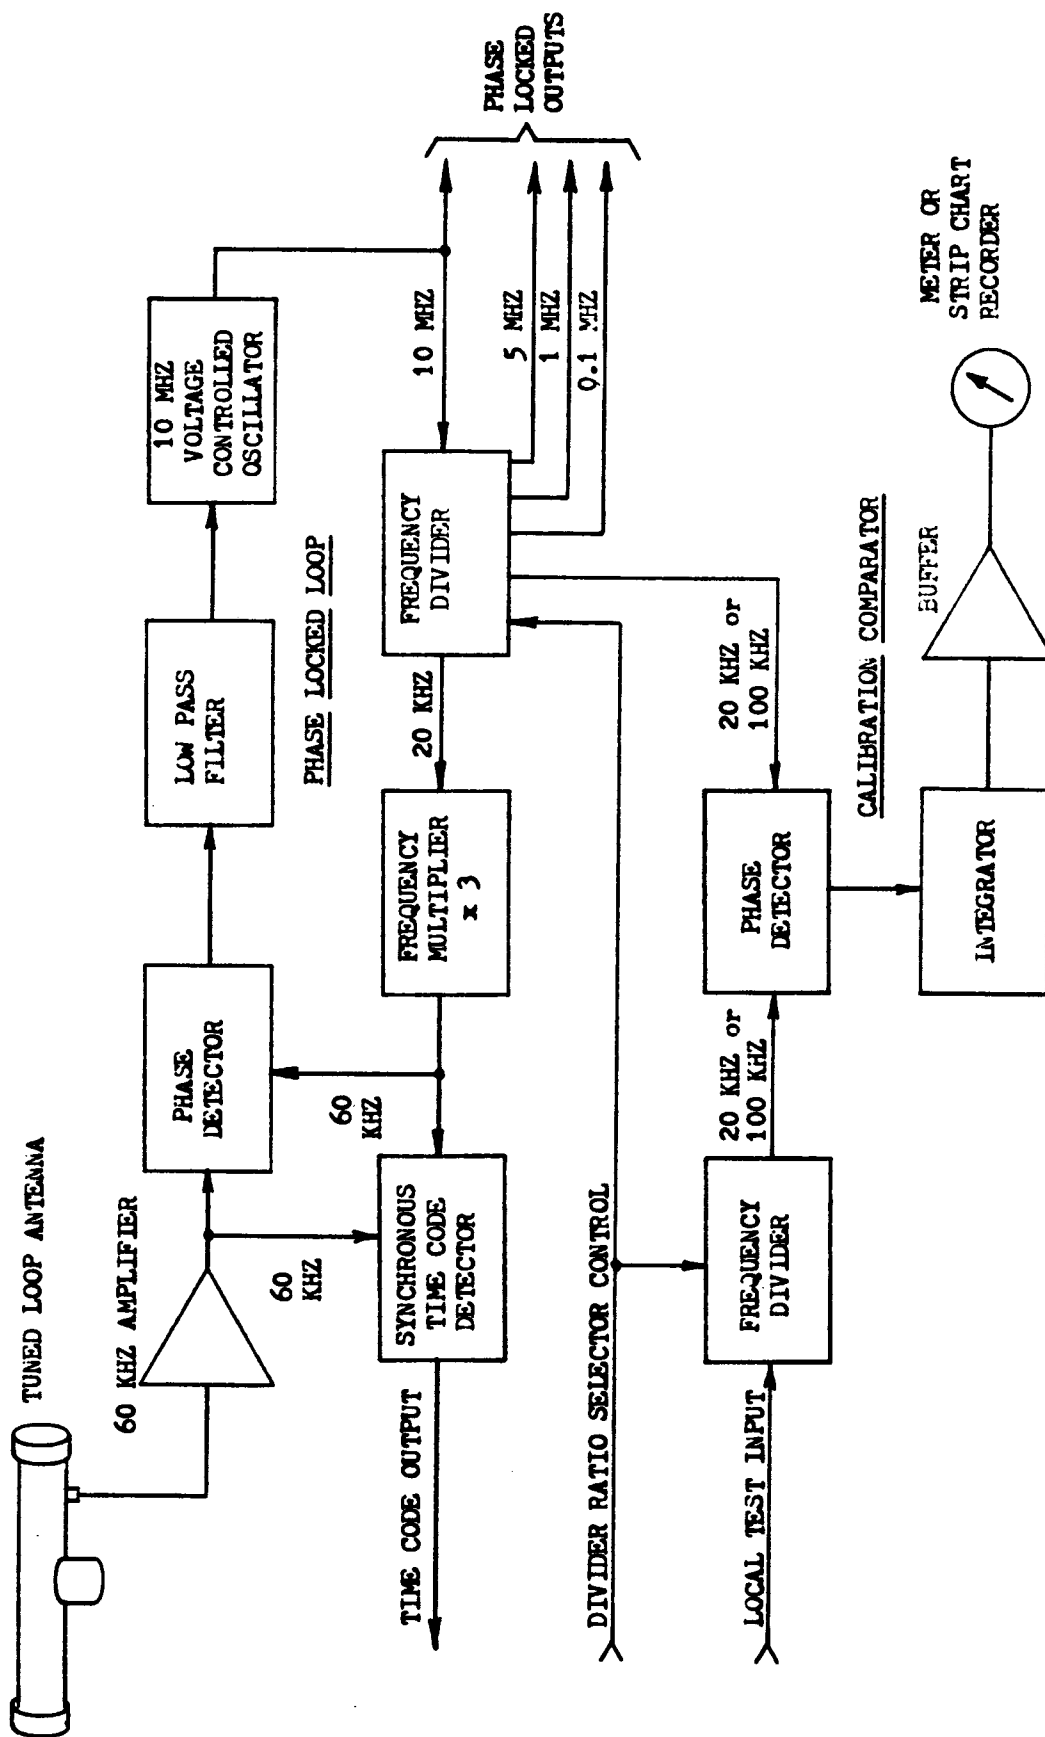 TUNED LOOP ANTENNA
60 KHZ AMPLIFIER
PHASE
DETECTOR
LOW PASS
FILTER
10 MHZ
VOLTAGE
CONTROLLED
OSCILLATOR
PHASE LOCKED LOOP
60
KHZ
60
KHZ
TIME CODE OUTPUT
SYNCHRONOUS
TIME CODE
DETECTOR
FREQUENCY
MULTIPLIER
x 3
20 KHZ
FREQUENCY
DIVIDER
10 MHZ
5 MHZ
1 MHZ
0.1 MHZ
PHASE
LOCKED
OUTPUTS
DIVIDER RATIO SELECTOR CONTROL
LOCAL TEST INPUT
FREQUENCY
DIVIDER
20 KHZ or
100 KHZ
PHASE
DETECTOR
20 KHZ or
100 KHZ
CALIBRATION COMPARATOR
INTEGRATOR
BUFFER
METER OR
STRIP CHART
RECORDER